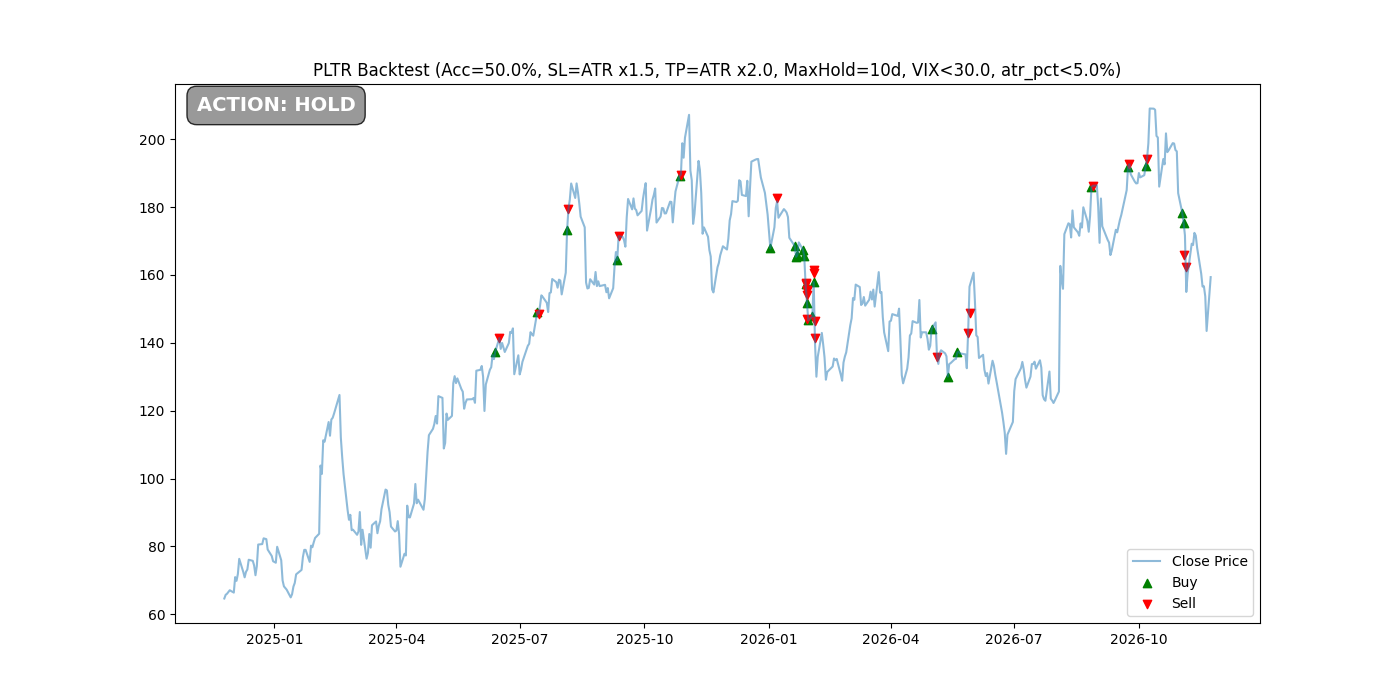 PLTR Backtest (Acc=50.0%, SL=ATR x1.5, TP=ATR x2.0, MaxHold=10d, VIX<30.0, atr_pct<5.0%)
ACTION: HOLD
200
180
160
140
120
100
80
60
Close Price
Buy
Sell
2025-01 2025-04 2025-07 2025-10 2026-01 2026-04 2026-07 2026-10